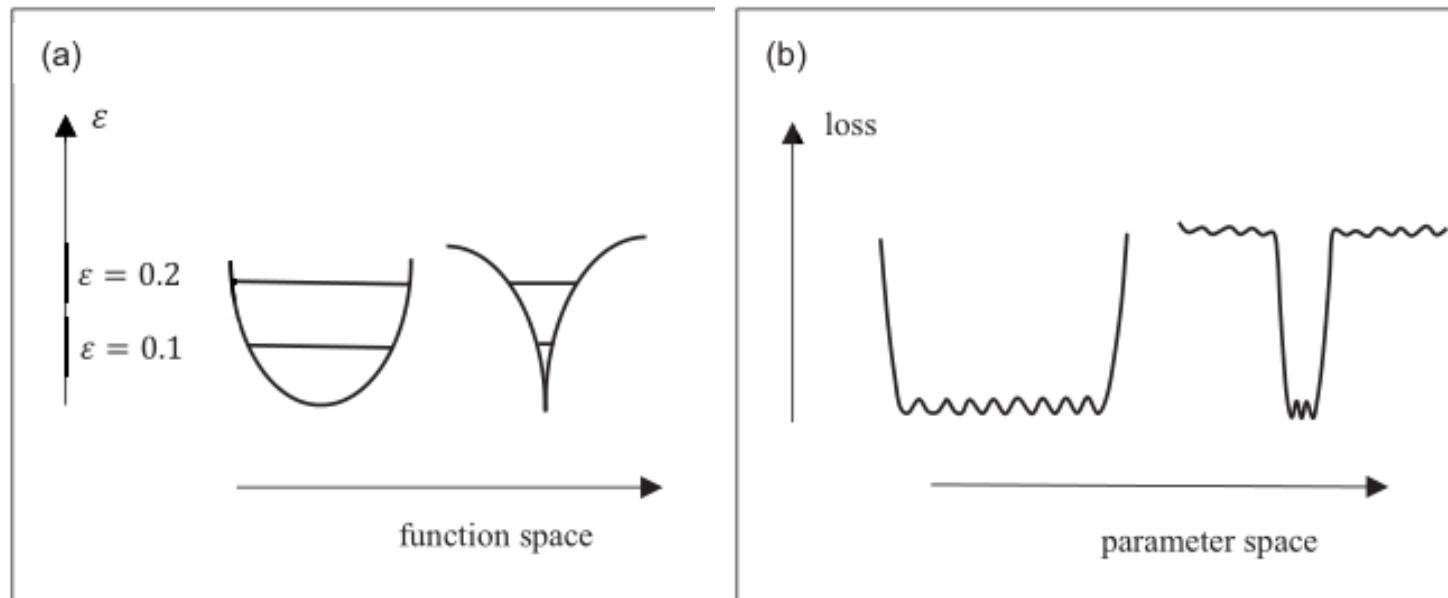 (a)
ε
ε = 0.2
ε = 0.1
function space
(b)
loss
parameter space